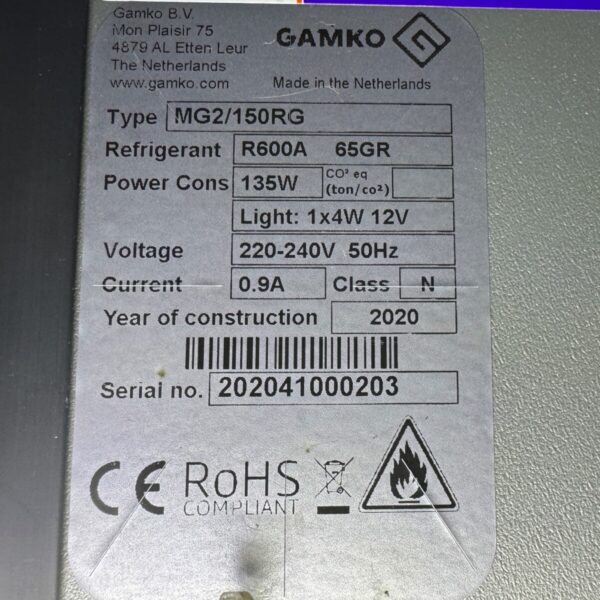 Gamko B.V.
Mon Plaisir 75
4879 AL Etten Leur
The Netherlands
www.gamko.com
GAMKO
Made in the Netherlands
Type MG2/150RG
Refrigerant R600A 65GR
Power Cons 135W CO² eq (ton/co²)
Light: 1x4W 12V
Voltage 220-240V 50Hz
Current 0.9A Class N
Year of construction 2020
Serial no. 202041000203
CE RoHS
COMPLIANT